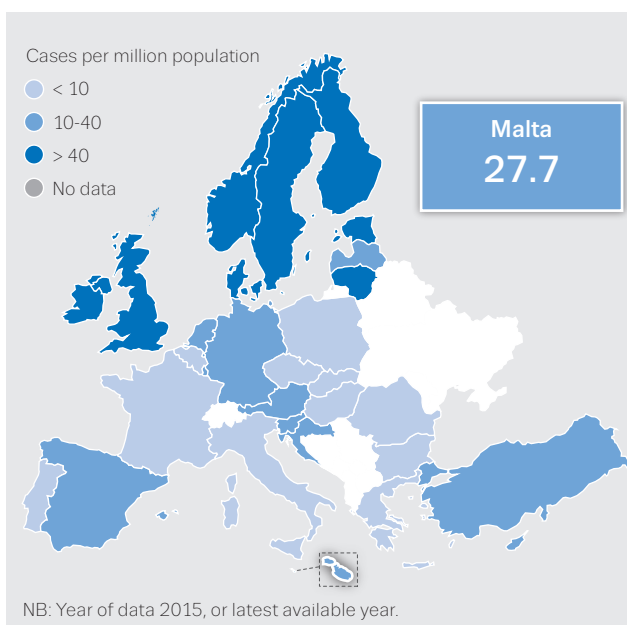 Cases per million population
< 10
10-40
> 40
No data
Malta
27.7
NB: Year of data 2015, or latest available year.